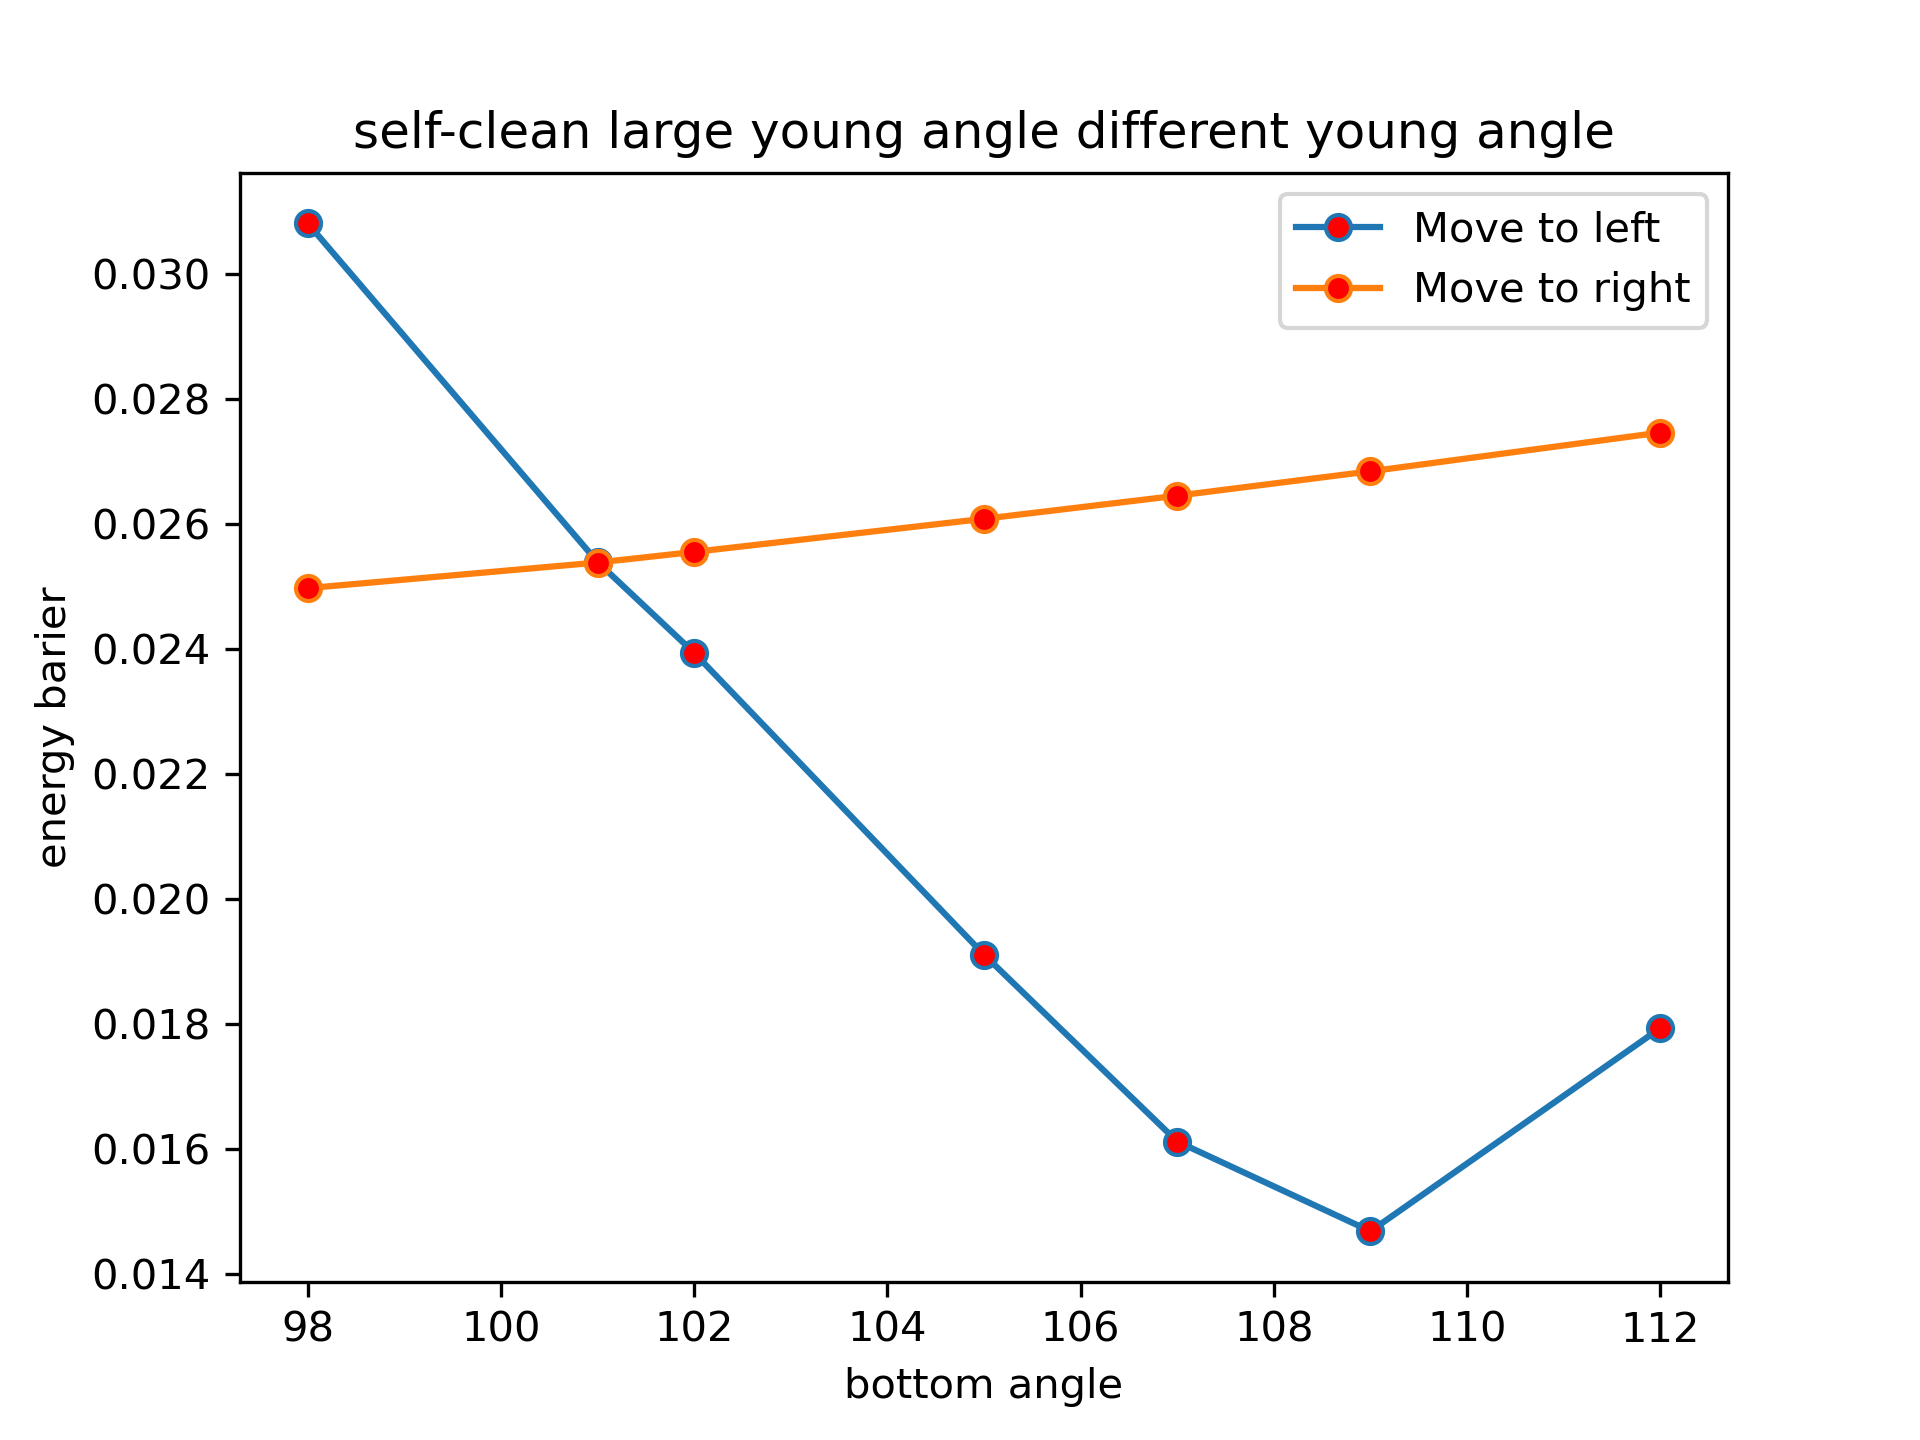 self-clean large young angle different young angle
Move to left
Move to right
0.030
0.028
0.026
0.024
0.022
0.020
0.018
0.016
0.014
energy barier
98 100 102 104 106 108 110 112
bottom angle